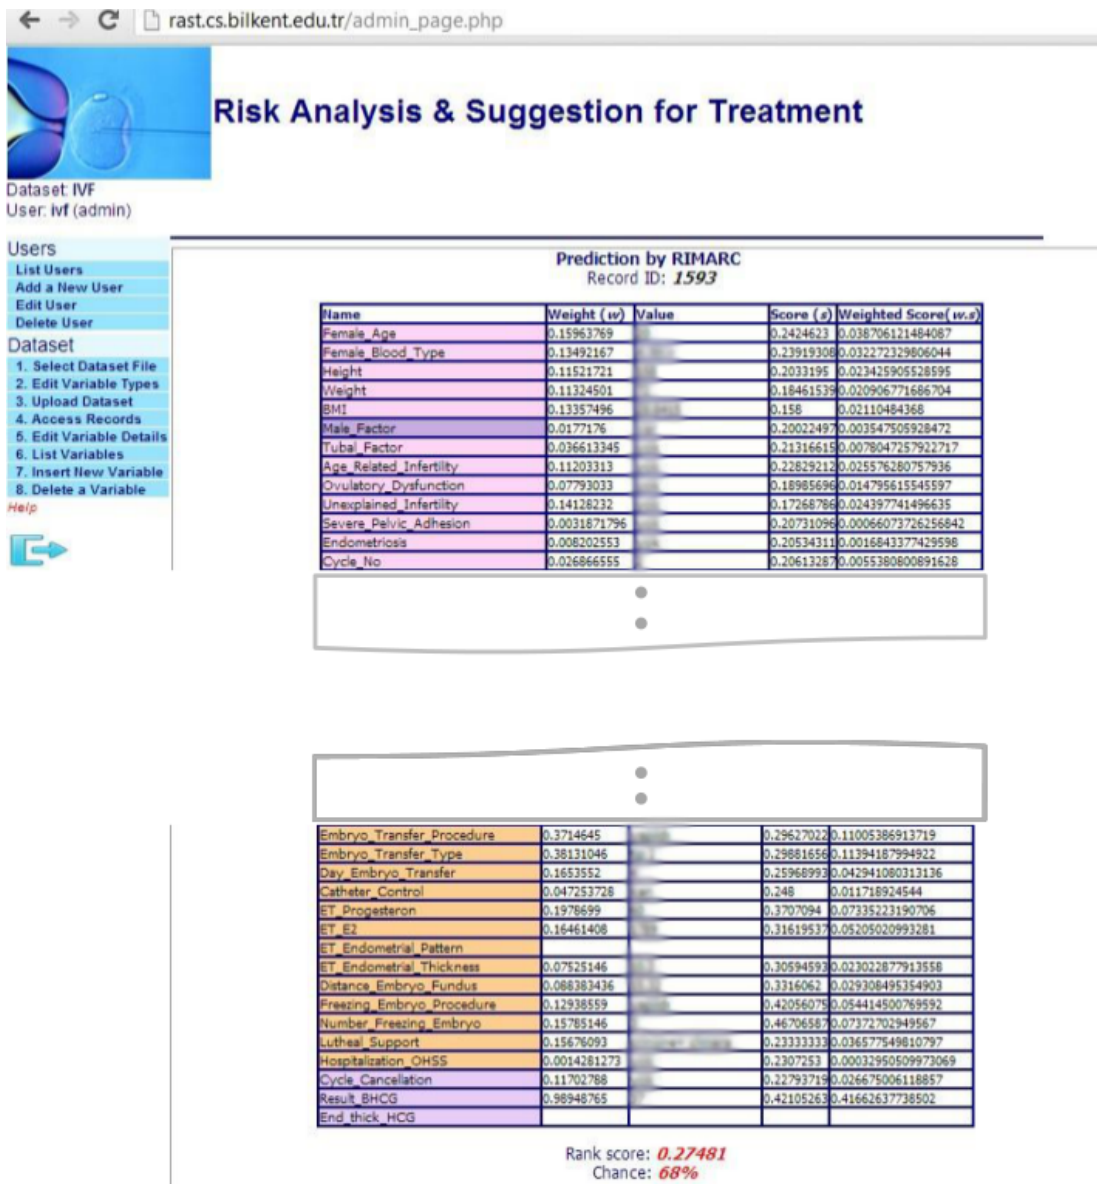 rast.cs.bilkent.edu.tr/admin_page.php
Risk Analysis & Suggestion for Treatment
Dataset: IVF
User: ivf (admin)
Users
List Users
Add a New User
Edit User
Delete User
Dataset
1. Select Dataset File
2. Edit Variable Types
3. Upload Dataset
4. Access Records
5. Edit Variable Details
6. List Variables
7. Insert New Variable
8. Delete a Variable
Help
Prediction by RIMARC
Record ID: 1593
Name Weight (w) Value Score (s) Weighted Score(w.s)
Female_Age 0.15963769 0.2424623 0.038706121484087
Female_Blood_Type 0.13492167 0.23919308 0.032272329806044
Height 0.11521721 0.2033195 0.023425905528595
Weight 0.11324501 0.18461539 0.020906771686704
BMI 0.13357496 0.158 0.02110484368
Male_Factor 0.0177176 0.20022497 0.003547505928472
Tubal_Factor 0.036613345 0.21316615 0.0078047257922717
Age_Related_Infertility 0.11203313 0.22829212 0.025576280757936
Ovulatory_Dysfunction 0.07793033 0.18985696 0.014795615545597
Unexplained_Infertility 0.14128232 0.17268786 0.024397741496635
Severe_Pelvic_Adhesion 0.0031871796 0.20731096 0.00066073726256842
Endometriosis 0.008202553 0.20534311 0.0016843377429598
Cycle_No 0.026866555 0.20613287 0.0055380800891628
Embryo_Transfer_Procedure 0.3714645 0.29627022 0.11005386913719
Embryo_Transfer_Type 0.38131046 0.29881656 0.11394187994922
Day_Embryo_Transfer 0.1653552 0.25968993 0.042941080313136
Catheter_Control 0.047253728 0.248 0.011718924544
ET_Progesteron 0.1978699 0.3707094 0.07335223190706
ET_E2 0.16461408 0.31619537 0.05205020993281
ET_Endometrial_Pattern
ET_Endometrial_Thickness 0.07525146 0.30594593 0.023022877913558
Distance_Embryo_Fundus 0.088383436 0.3316062 0.029308495354903
Freezing_Embryo_Procedure 0.12938559 0.42056075 0.054414500769592
Number_Freezing_Embryo 0.15785146 0.46706587 0.07372702949567
Lutheal_Support 0.15676093 0.23333333 0.036577549810797
Hospitalization_OHSS 0.0014281273 0.2307253 0.00032950509973069
Cycle_Cancellation 0.11702788 0.22793719 0.026675006118857
Result_BHCG 0.98948765 0.42105263 0.41662637738502
End_thick_HCG
Rank score: 0.27481
Chance: 68%